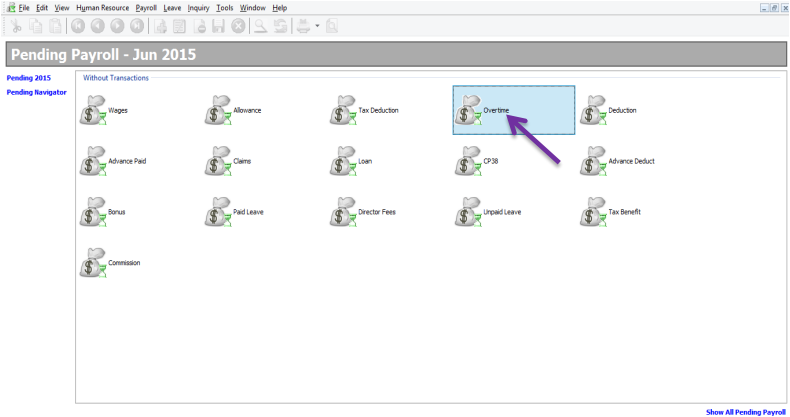 File Edit View Human Resource Payroll Leave Inquiry Tools Window Help
Pending Payroll - Jun 2015
Pending 2015
Pending Navigator
Without Transactions
Wages Allowance Tax Deduction Overtime Deduction
Advance Paid Claims Loan CP38 Advance Deduct
Bonus Paid Leave Director Fees Unpaid Leave Tax Benefit
Commission
Show All Pending Payroll